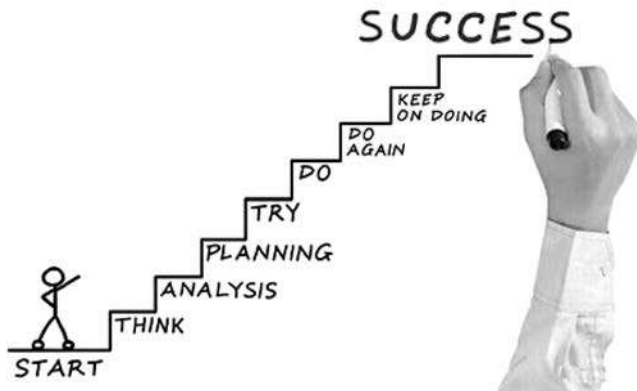 SUCCESS
KEEP
ON DOING
DO
AGAIN
DO
TRY
PLANNING
ANALYSIS
THINK
START